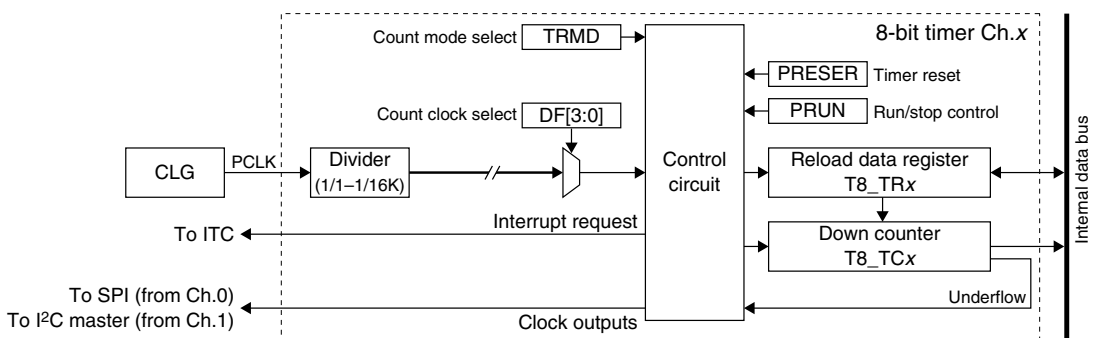 8-bit timer Ch.x
Count mode select
TRMD
PRESER
Timer reset
Count clock select
DF[3:0]
PRUN
Run/stop control
CLG
PCLK
Divider
(1/1–1/16K)
Control
circuit
Reload data register
T8_TRx
Internal data bus
Interrupt request
To ITC
Down counter
T8_TCx
Underflow
To SPI (from Ch.0)
To I²C master (from Ch.1)
Clock outputs